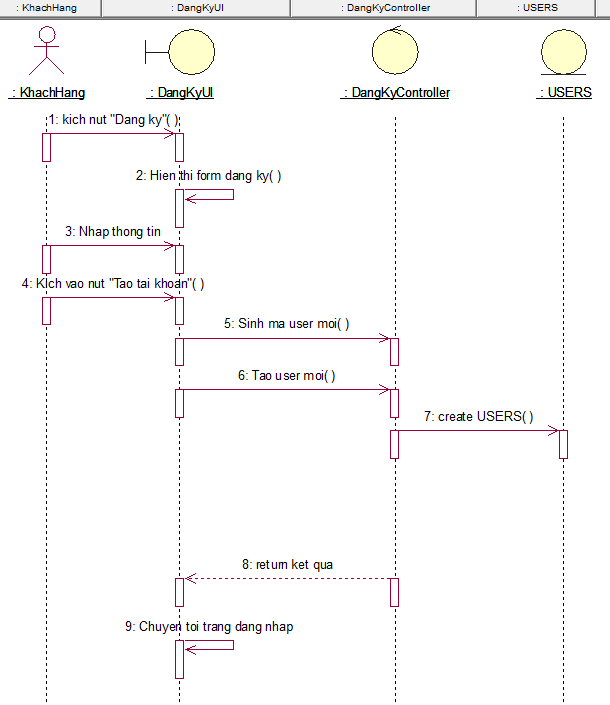 : KhachHang : DangKyUI : DangKyController : USERS
: KhachHang : DangKyUI : DangKyController : USERS
1: kich nut "Dang ky"( )
2: Hien thi form dang ky( )
3: Nhap thong tin
4: Kich vao nut "Tao tai khoan"( )
5: Sinh ma user moi( )
6: Tao user moi( )
7: create USERS( )
8: return ket qua
9: Chuyen toi trang dang nhap